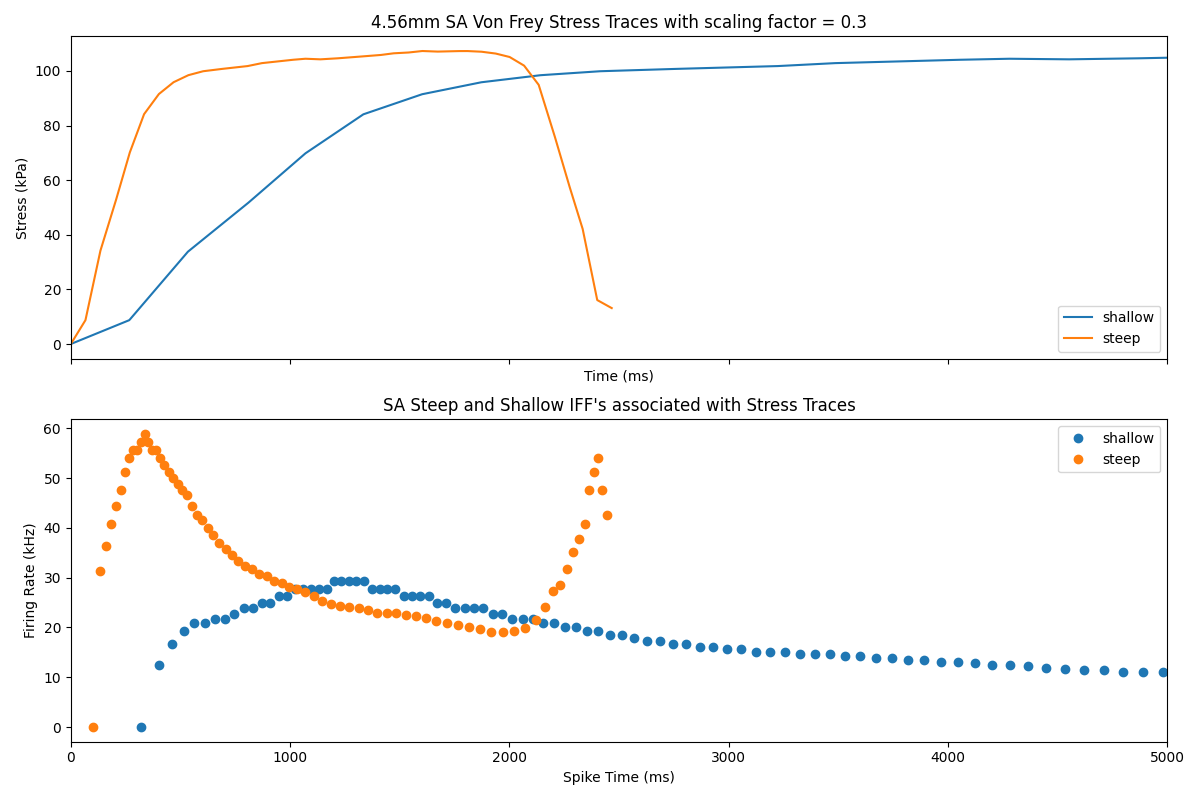 4.56mm SA Von Frey Stress Traces with scaling factor = 0.3
Stress (kPa)
100
80
60
40
20
0
shallow
steep
Time (ms)
SA Steep and Shallow IFF's associated with Stress Traces
Firing Rate (kHz)
60
50
40
30
20
10
0
shallow
steep
0
1000
2000
3000
4000
5000
Spike Time (ms)